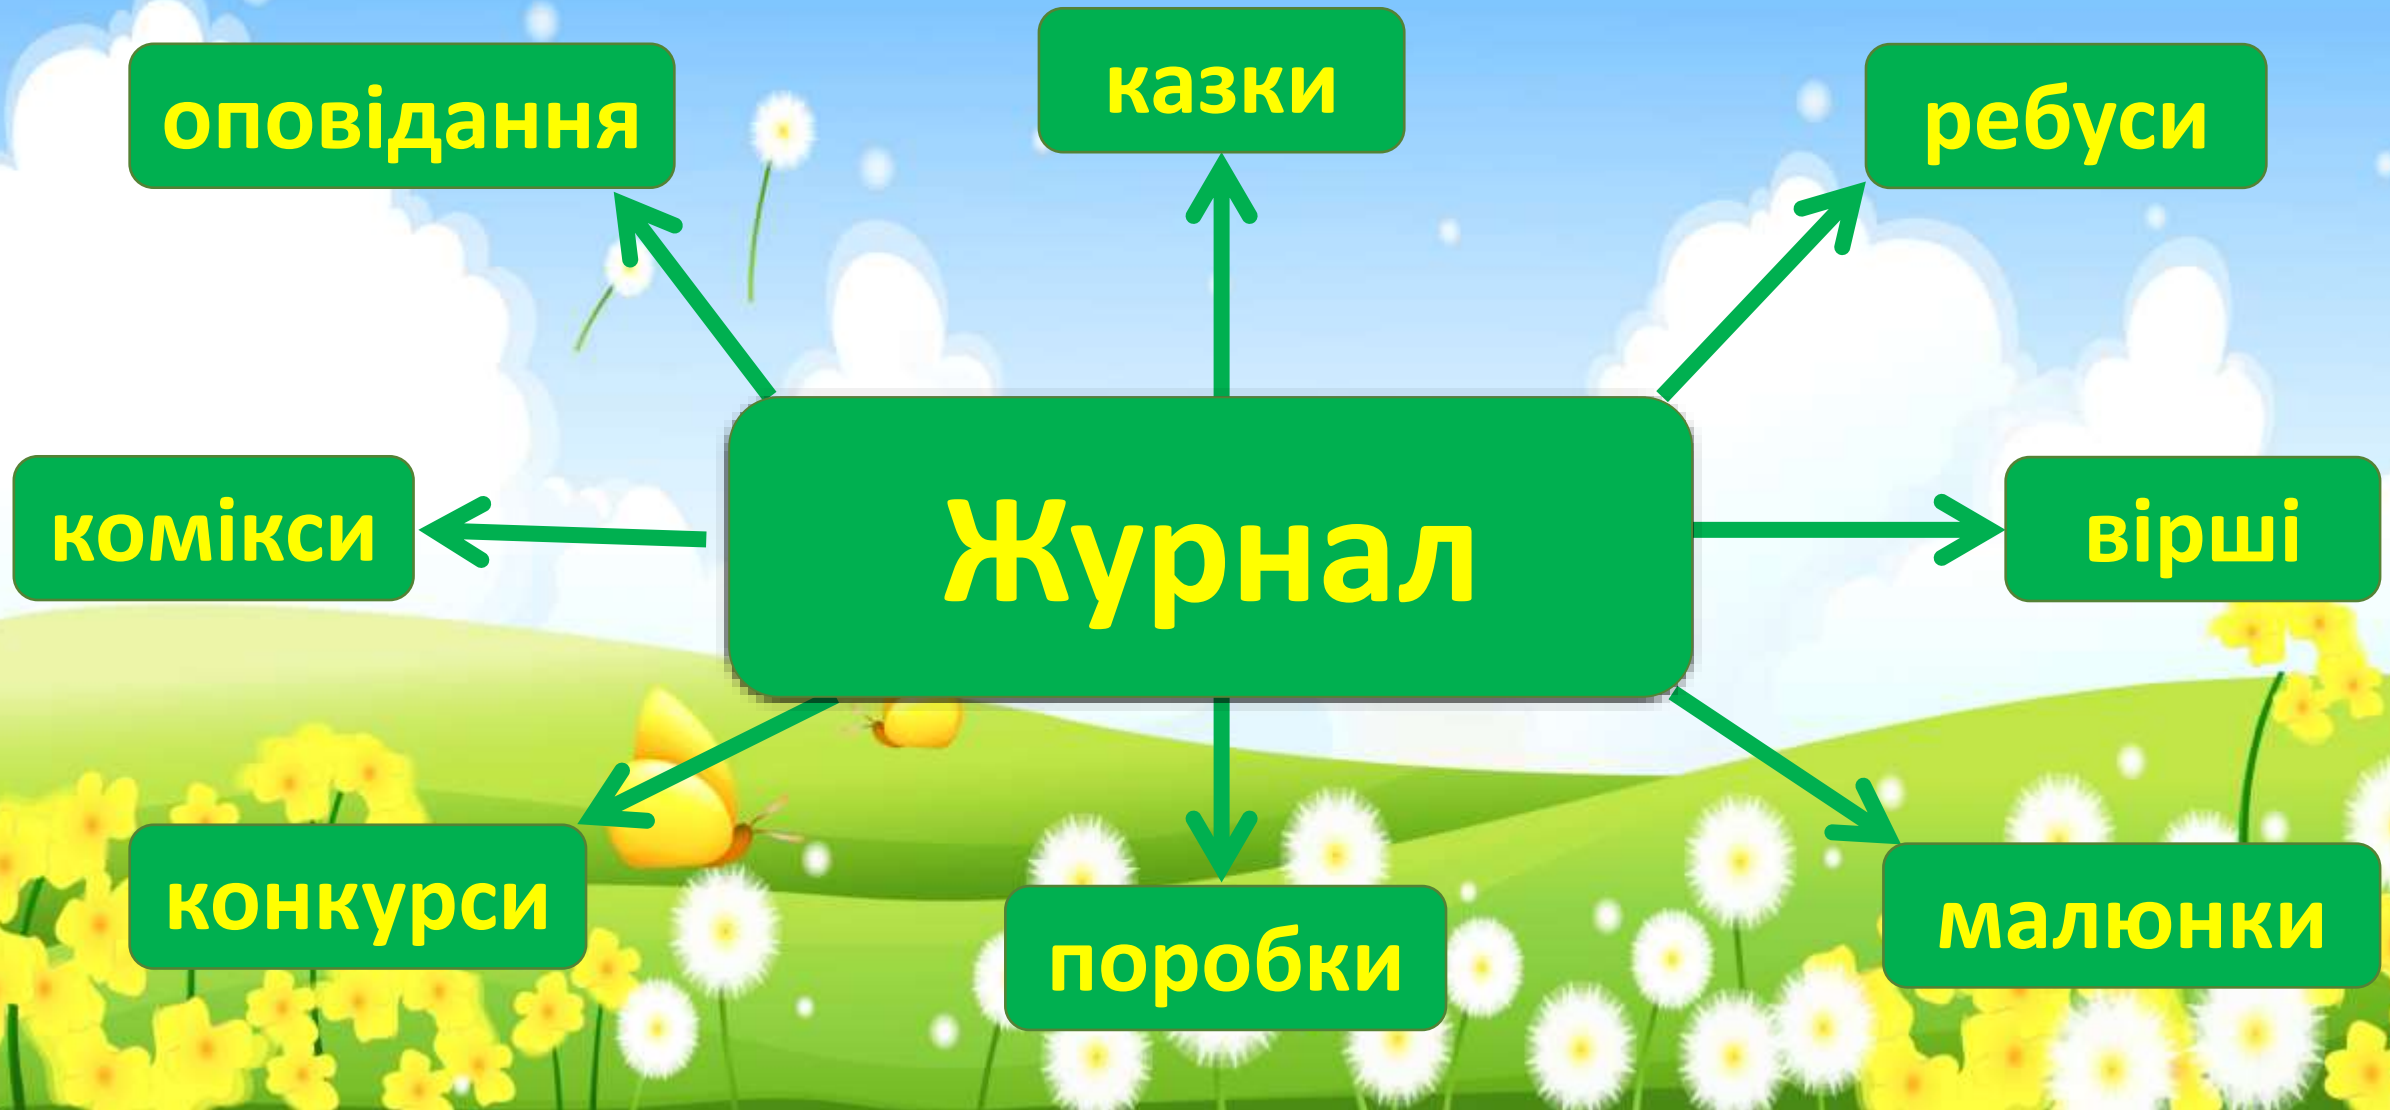 оповідання
казки
ребуси
комікси
Журнал
вірші
конкурси
поробки
малюнки